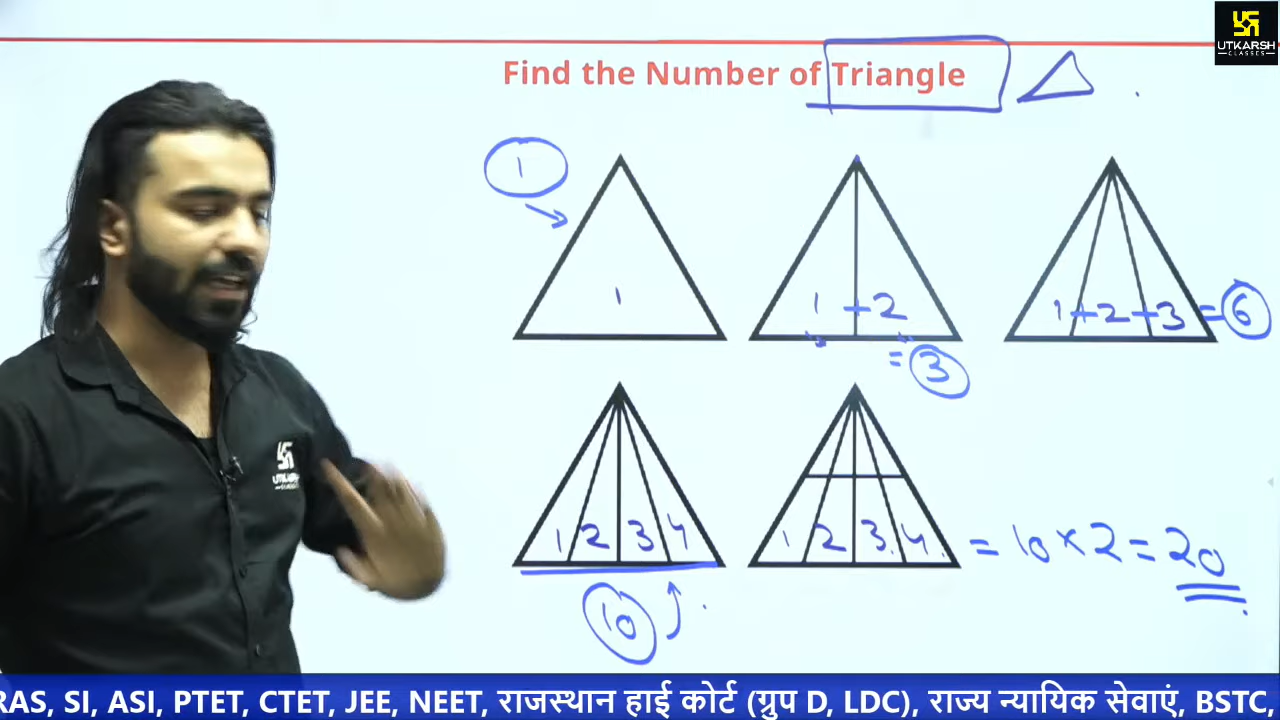 UTKARSH
CLASSES
Find the Number of Triangle
1
1
1 + 2
= 3
1 + 2 + 3 = 6
UTKARSH
CLASSES
1 2 3 4
10
1 2 3 4 = 10 × 2 = 20
RAS, SI, ASI, PTET, CTET, JEE, NEET, राजस्थान हाई कोर्ट (ग्रुप D, LDC), राज्य न्यायिक सेवाएं, BSTC,